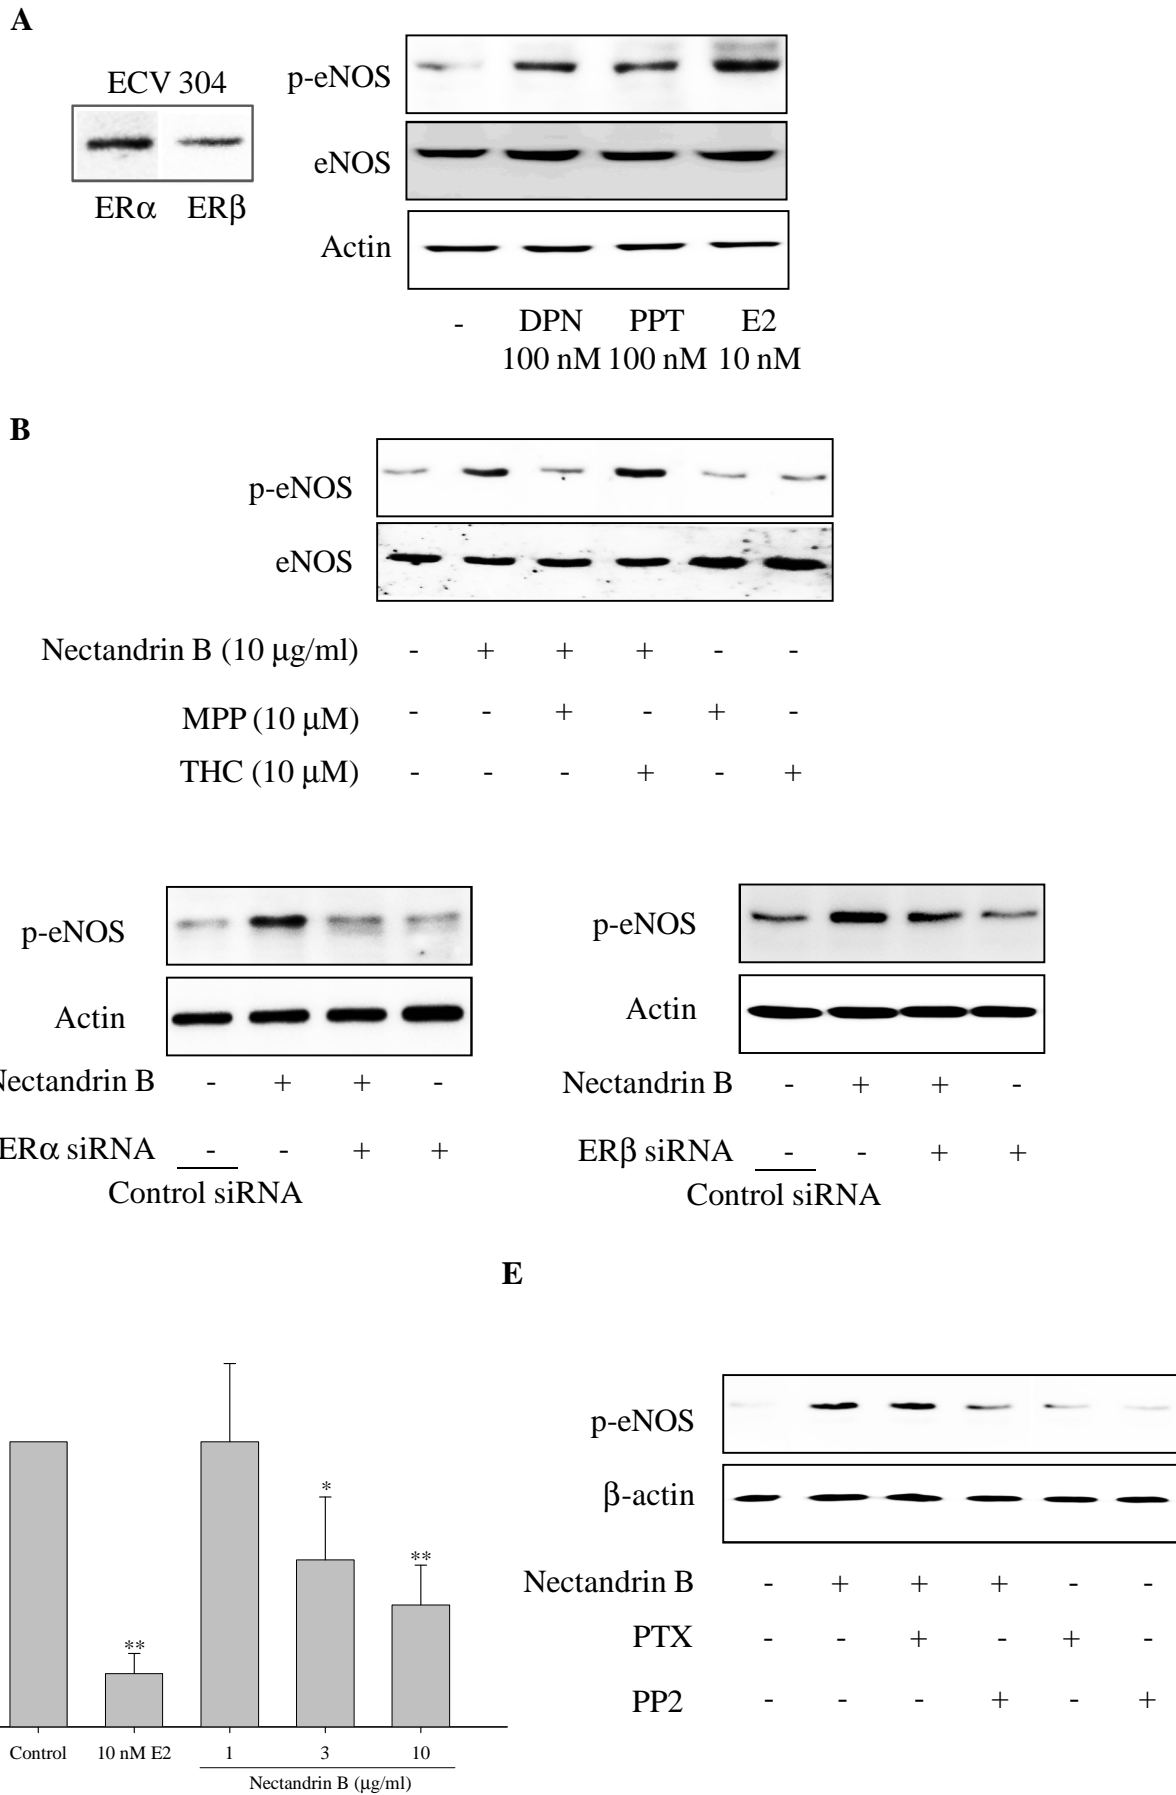 A
ECV 304
ERα ERβ
p-eNOS
eNOS
Actin
- DPN PPT E2
100 nM 100 nM 10 nM
B
p-eNOS
eNOS
Nectandrin B (10 μg/ml) - + + + - -
MPP (10 μM) - - + - + -
THC (10 μM) - - - + - +
p-eNOS
Actin
Nectandrin B - + + -
ERα siRNA - - + +
Control siRNA
p-eNOS
Actin
Nectandrin B - + + -
ERβ siRNA - - + +
Control siRNA
** * **
Control 10 nM E2 1 3 10
Nectandrin B (μg/ml)
E
p-eNOS
β-actin
Nectandrin B - + + + - -
PTX - - + - + -
PP2 - - - + - +